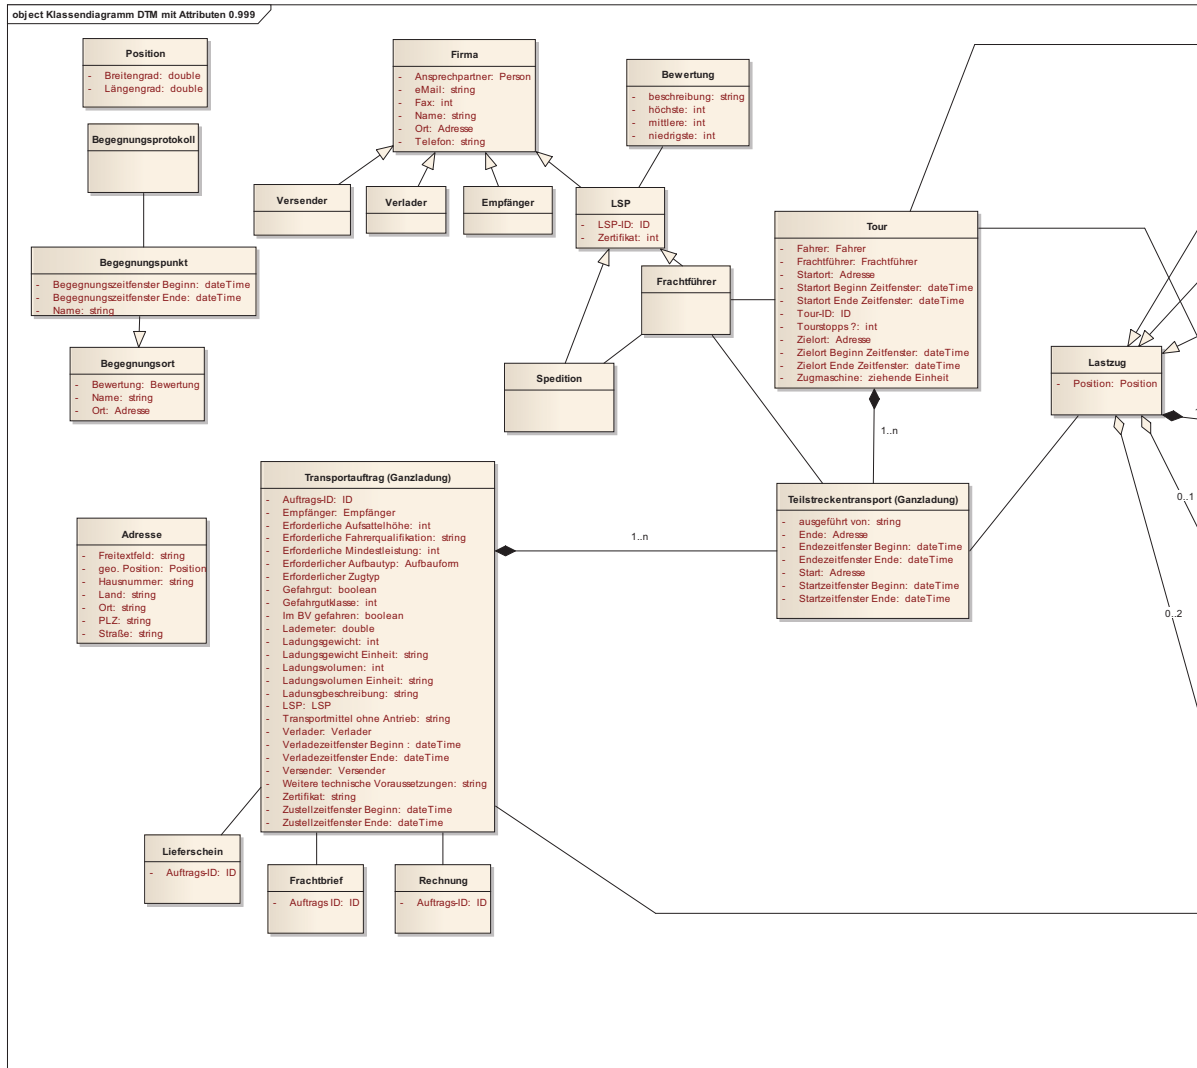 object Klassendiagramm DTM mit Attributen 0.999
Position
- Breitengrad: double
- Längengrad: double
Begegnungsprotokoll
Begegnungspunkt
- Begegnungszeitfenster Beginn: dateTime
- Begegnungszeitfenster Ende: dateTime
- Name: string
Begegnungsort
- Bewertung: Bewertung
- Name: string
- Ort: Adresse
Firma
- Ansprechpartner: Person
- eMail: string
- Fax: int
- Name: string
- Ort: Adresse
- Telefon: string
Bewertung
- beschreibung: string
- höchste: int
- mittlere: int
- niedrigste: int
Versender
Verlader
Empfänger
LSP
- LSP-ID: ID
- Zertifikat: int
Frachtführer
Spedition
Tour
- Fahrer: Fahrer
- Frachtführer: Frachtführer
- Startort: Adresse
- Startort Beginn Zeitfenster: dateTime
- Startort Ende Zeitfenster: dateTime
- Tour-ID: ID
- Tourstopps ?: int
- Zielort: Adresse
- Zielort Beginn Zeitfenster: dateTime
- Zielort Ende Zeitfenster: dateTime
- Zugmaschine: ziehende Einheit
Lastzug
- Position: Position
1..n
0..1
0..2
Teilstreckentransport (Ganzladung)
- ausgeführt von: string
- Ende: Adresse
- Endezeitfenster Beginn: dateTime
- Endezeitfenster Ende: dateTime
- Start: Adresse
- Startzeitfenster Beginn: dateTime
- Startzeitfenster Ende: dateTime
1..n
Transportauftrag (Ganzladung)
- Auftrags-ID: ID
- Empfänger: Empfänger
- Erforderliche Aufsattelhöhe: int
- Erforderliche Fahrerqualifikation: string
- Erforderliche Mindestleistung: int
- Erforderlicher Aufbautyp: Aufbauform
- Erforderlicher Zugtyp
- Gefahrgut: boolean
- Gefahrgutklasse: int
- Im BV gefahren: boolean
- Lademeter: double
- Ladungsgewicht: int
- Ladungsgewicht Einheit: string
- Ladungsvolumen: int
- Ladungsvolumen Einheit: string
- Ladunsgbeschreibung: string
- LSP: LSP
- Transportmittel ohne Antrieb: string
- Verlader: Verlader
- Verladezeitfenster Beginn : dateTime
- Verladezeitfenster Ende: dateTime
- Versender: Versender
- Weitere technische Voraussetzungen: string
- Zertifikat: string
- Zustellzeitfenster Beginn: dateTime
- Zustellzeitfenster Ende: dateTime
Adresse
- Freitextfeld: string
- geo. Position: Position
- Hausnummer: string
- Land: string
- Ort: string
- PLZ: string
- Straße: string
Lieferschein
- Auftrags-ID: ID
Frachtbrief
- Auftrags ID: ID
Rechnung
- Auftrags-ID: ID